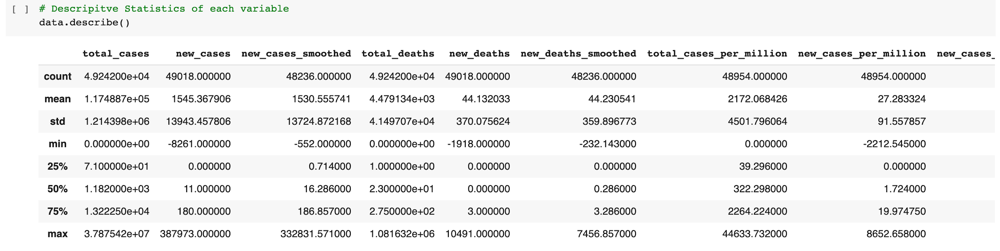 [ ] # Descripitve Statistics of each variable
data.describe()
total_cases new_cases new_cases_smoothed total_deaths new_deaths new_deaths_smoothed total_cases_per_million new_cases_per_million new_cases_
count 4.924200e+04 49018.000000 48236.000000 4.924200e+04 49018.000000 48236.000000 48954.000000 48954.000000
mean 1.174887e+05 1545.367906 1530.555741 4.479134e+03 44.132033 44.230541 2172.068426 27.283324
std 1.214398e+06 13943.457806 13724.872168 4.149707e+04 370.075624 359.896773 4501.796064 91.557857
min 0.000000e+00 -8261.000000 -552.000000 0.000000e+00 -1918.000000 -232.143000 0.000000 -2212.545000
25% 7.100000e+01 0.000000 0.714000 1.000000e+00 0.000000 0.000000 39.296000 0.000000
50% 1.182000e+03 11.000000 16.286000 2.300000e+01 0.000000 0.286000 322.298000 1.724000
75% 1.322250e+04 180.000000 186.857000 2.750000e+02 3.000000 3.286000 2264.224000 19.974750
max 3.787542e+07 387973.000000 332831.571000 1.081632e+06 10491.000000 7456.857000 44633.732000 8652.658000